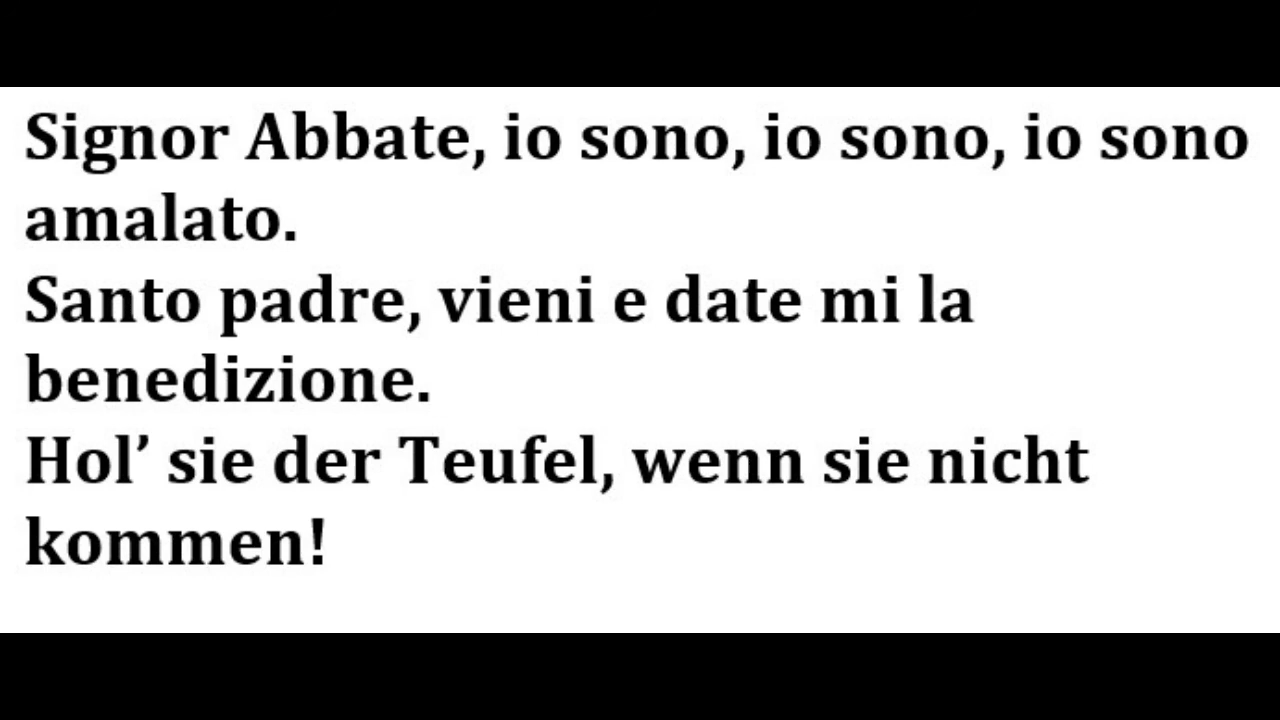 Signor Abbate, io sono, io sono, io sono
amalato.
Santo padre, vieni e date mi la
benedizione.
Hol’ sie der Teufel, wenn sie nicht
kommen!